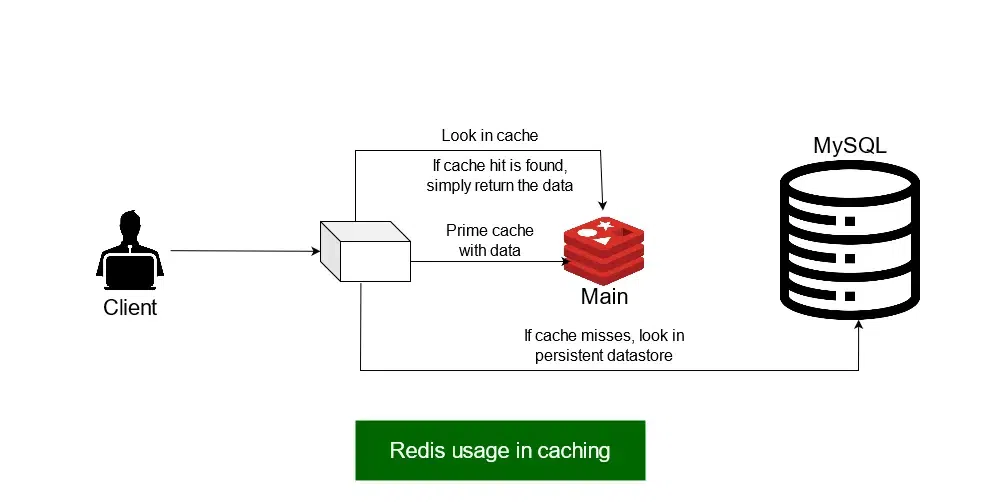 Look in cache
If cache hit is found,
simply return the data
MySQL
Prime cache
with data
Client
Main
If cache misses, look in
persistent datastore
Redis usage in caching